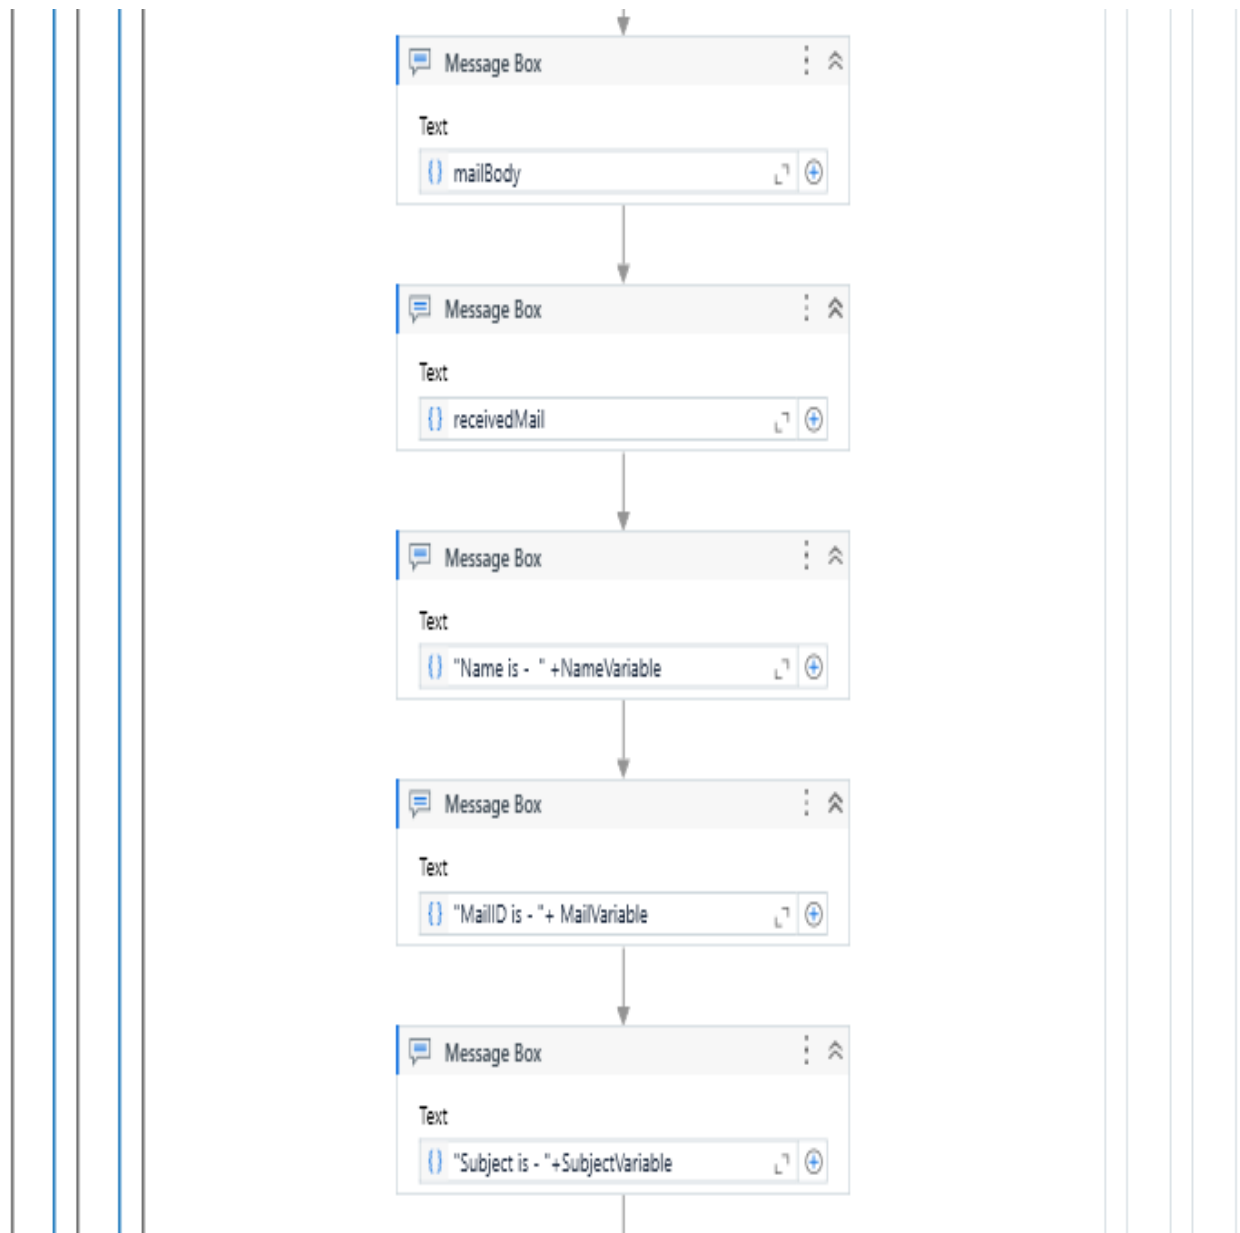 Message Box
Text
{} mailBody
Message Box
Text
{} receivedMail
Message Box
Text
{} "Name is -  " +NameVariable
Message Box
Text
{} "MailID is - "+ MailVariable
Message Box
Text
{} "Subject is - "+SubjectVariable